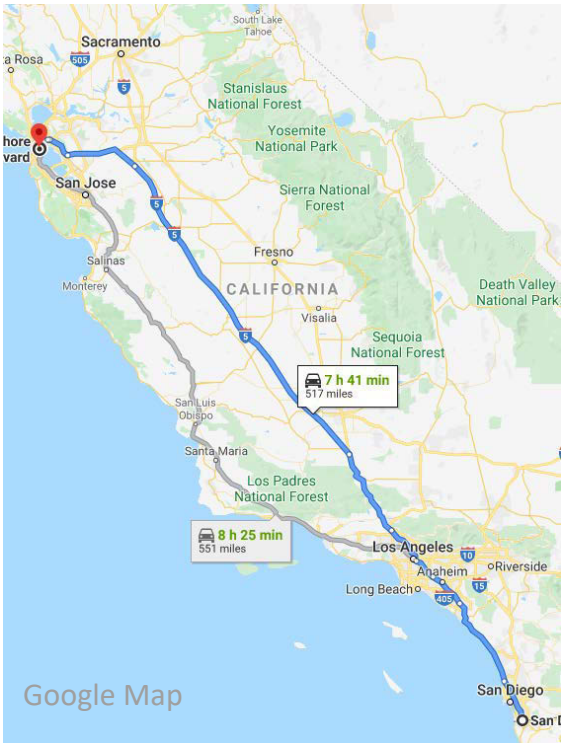 South Lake
Tahoe
Sacramento
ta Rosa
505
5
Stanislaus
National Forest
Yosemite
National Park
hore
vard
San Jose
Sierra National
Forest
5
5
Salinas
Monterey
Fresno
CALIFORNIA
Visalia
Death Valley
National Park
5
Sequoia
National Forest
7 h 41 min
517 miles
San Luis
Obispo
Santa Maria
Los Padres
National Forest
8 h 25 min
551 miles
Los Angeles
10
Anaheim
Riverside
15
Long Beach
405
San Diego
San D
Google Map